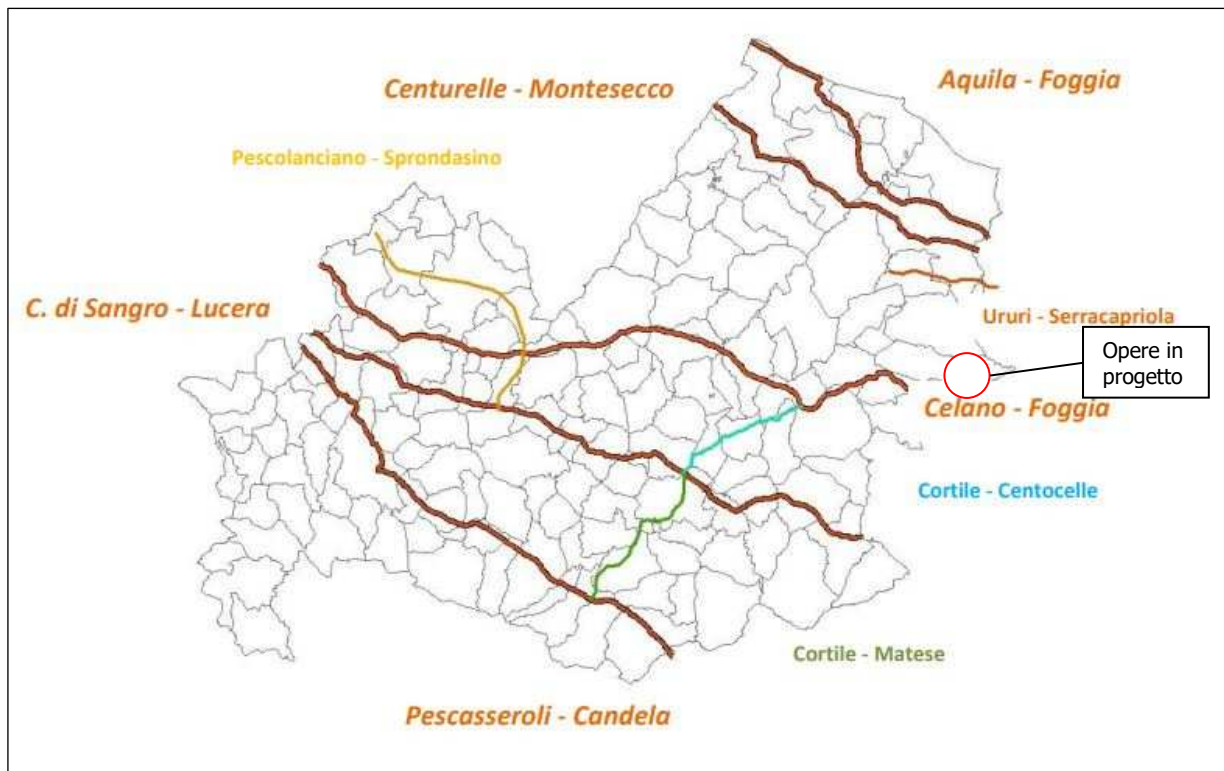 Aquila - Foggia
Centurelle - Montesecco
Pescolanciano - Sprondasino
C. di Sangro - Lucera
Ururi - Serracapriola
Opere in
progetto
Celano - Foggia
Cortile - Centocelle
Cortile - Matese
Pescasseroli - Candela